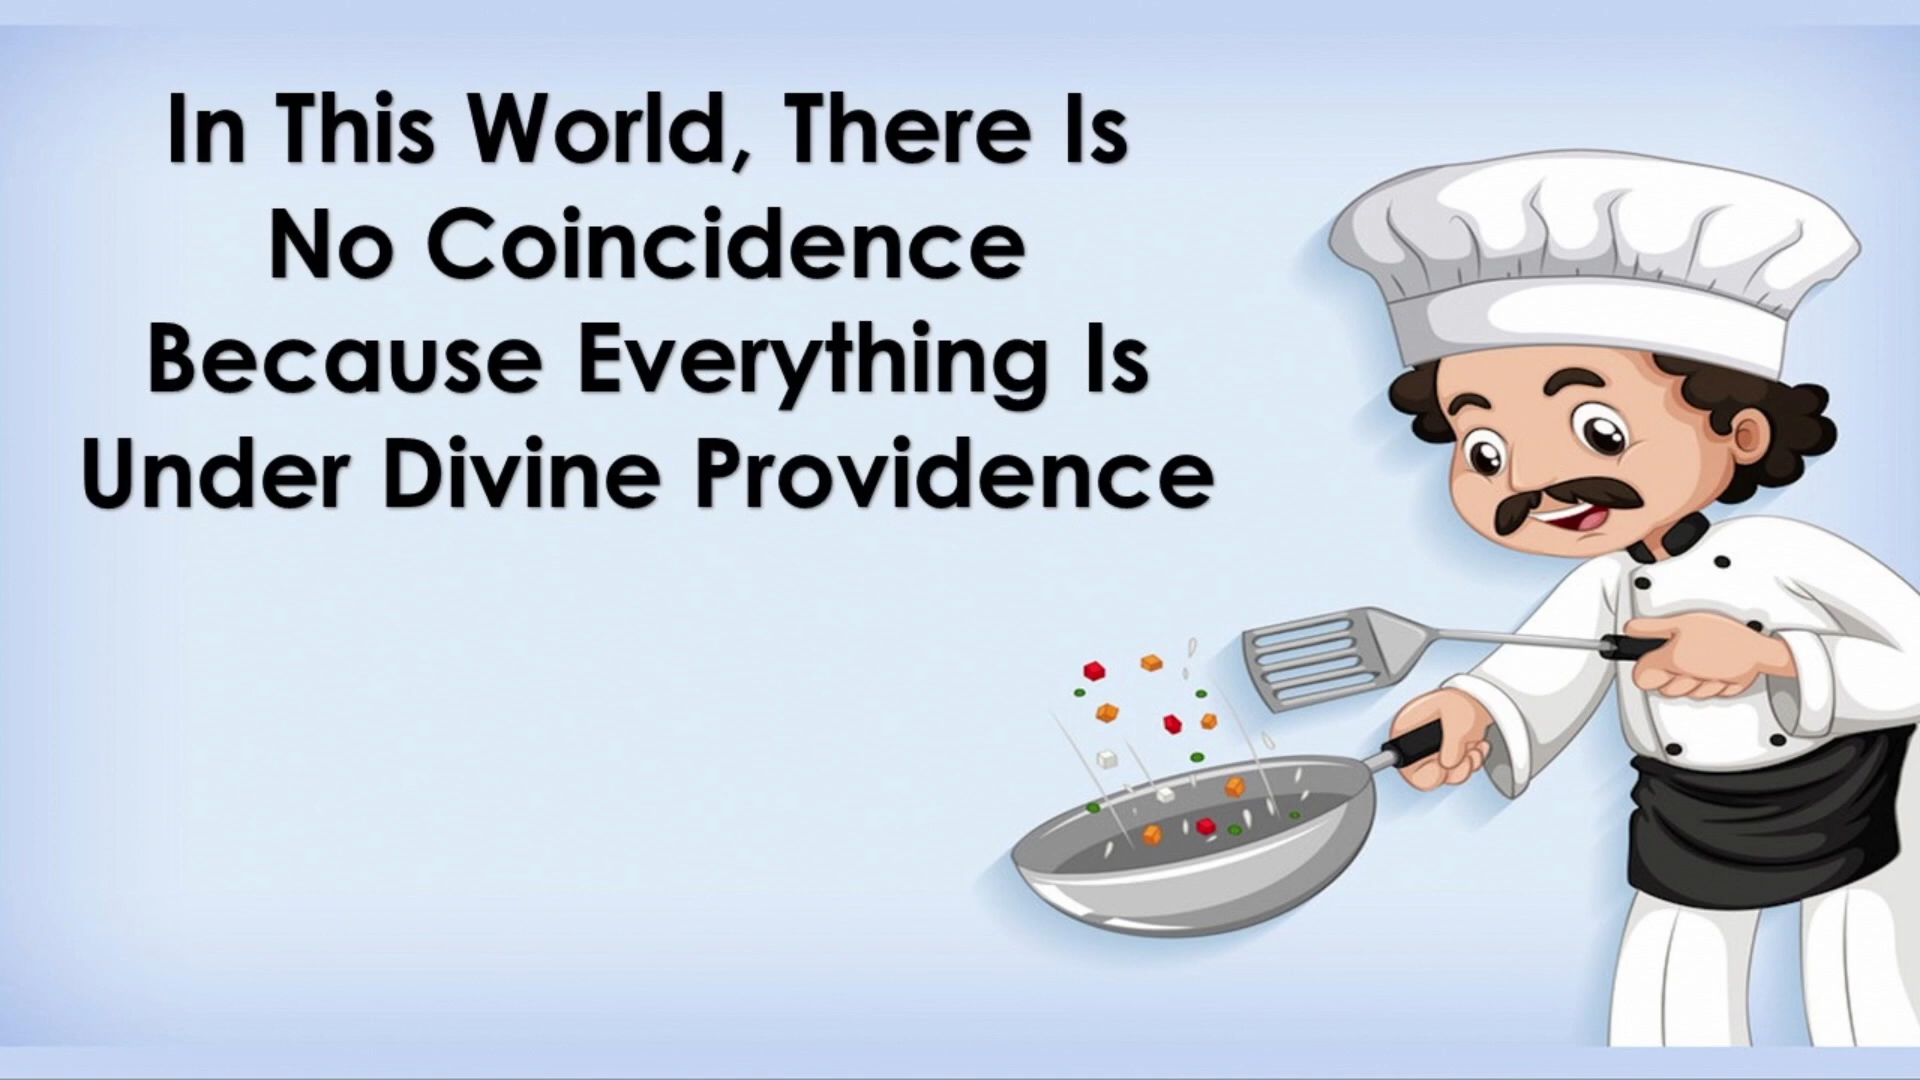 In This World, There Is
No Coincidence
Because Everything Is
Under Divine Providence